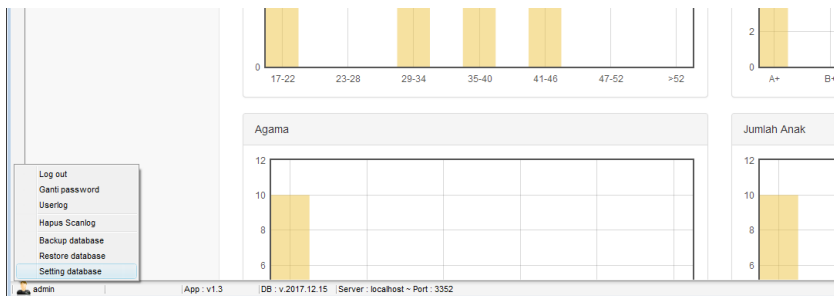 2
0
0
17-22 23-28 29-34 35-40 41-46 47-52 >52
A+ B+
Agama
Jumlah Anak
12
10
8
6
12
10
8
6
Log out
Ganti password
Userlog
Hapus Scanlog
Backup database
Restore database
Setting database
admin App : v1.3 DB : v.2017.12.15 Server : localhost ~ Port : 3352